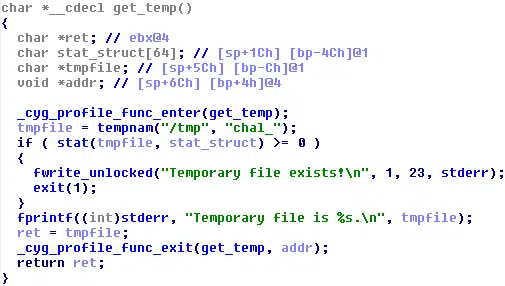 char *__cdecl get_temp()
{
char *ret; // ebx@4
char stat_struct[64]; // [sp+1Ch] [bp-4Ch]@1
char *tmpfile; // [sp+5Ch] [bp-Ch]@1
void *addr; // [sp+6Ch] [bp+4h]@4
_cyg_profile_func_enter(get_temp);
tmpfile = tempnam("/tmp", "chal_");
if ( stat(tmpfile, stat_struct) >= 0 )
{
fwrite_unlocked("Temporary file exists!\n", 1, 23, stderr);
exit(1);
}
fprintf((int)stderr, "Temporary file is %s.\n", tmpfile);
ret = tmpfile;
_cyg_profile_func_exit(get_temp, addr);
return ret;
}